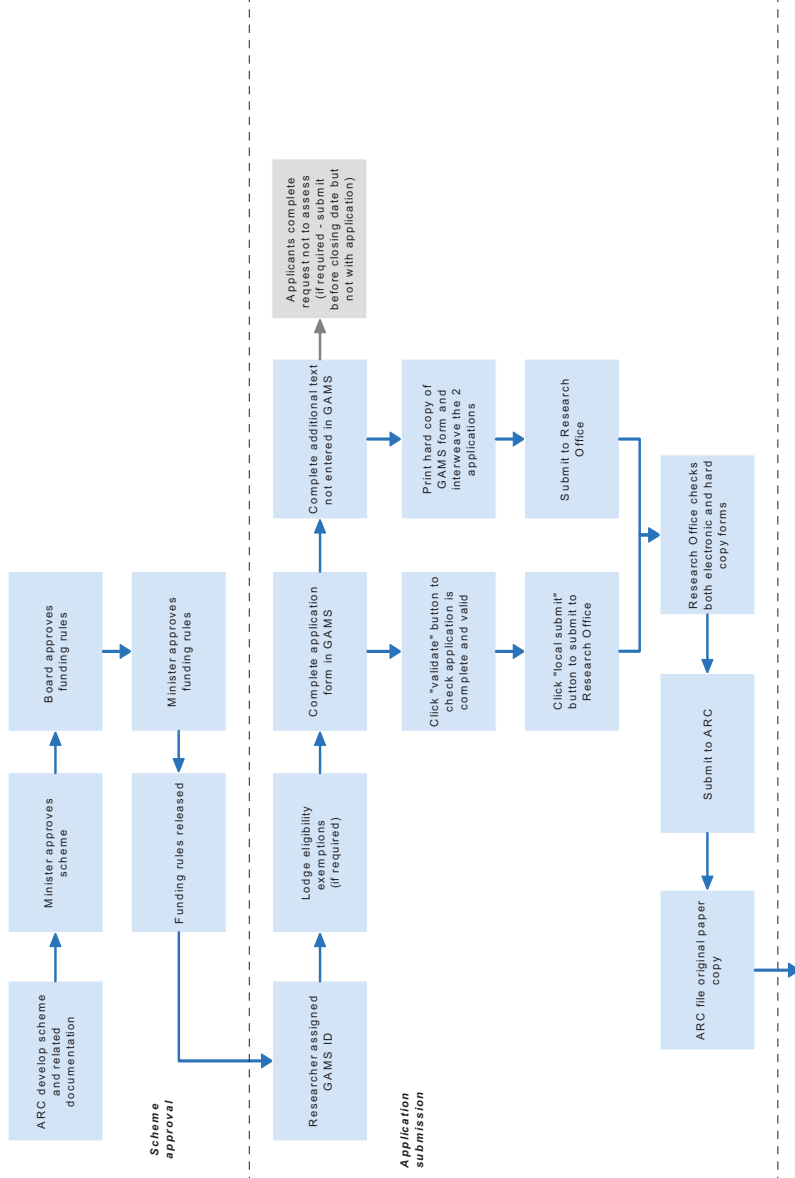 ARC develop scheme
and related
documentation
Minister approves
scheme
Board approves
funding rules
Minister approves
funding rules
Funding rules released
Scheme
approval
Researcher assigned
GAMS ID
Lodge eligibility
exemptions
(if required)
Complete application
form in GAMS
Complete additional text
not entered in GAMS
Applicants complete
request not to assess
(if required - submit
before closing date but
not with application)
Click "validate" button to
check application is
complete and valid
Print hard copy of
GAMS form and
interweave the 2
applications
Click "local submit"
button to submit to
Research Office
Submit to Research
Office
Application
submission
Research Office checks
both electronic and hard
copy forms
Submit to ARC
ARC file original paper
copy